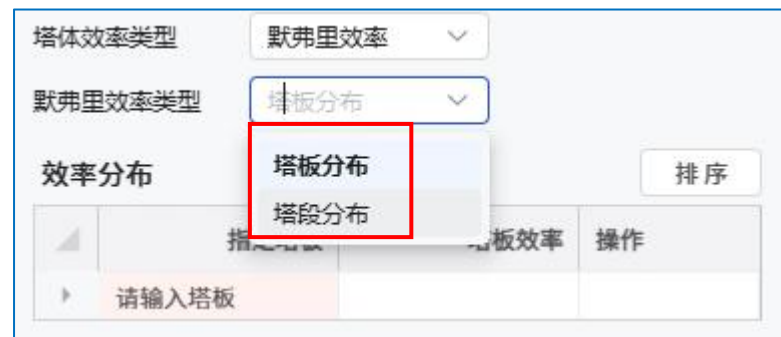 塔体效率类型 默弗里效率
默弗里效率类型 塔板分布
塔板分布
效率分布 排序
塔段分布
板效率 操作
请输入塔板